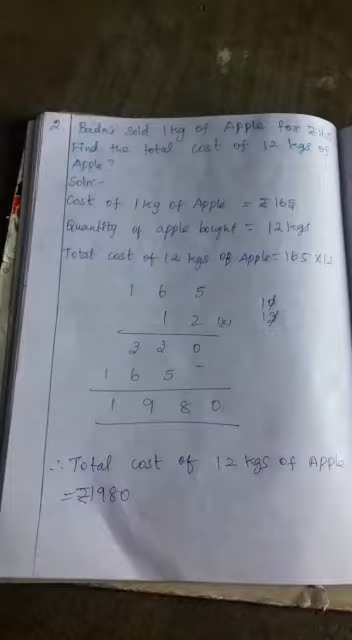 2. Badri sold 1kg of Apple for ₹165
Find the total cost of 12 kgs of
Apple?
Soln:-
Cost of 1kg of Apple = ₹165
Quantity of apple bought = 12kgs
Total cost of 12 kgs of Apple = 165 X12
1 6 5
1 2 (x)
3 3 0
1 6 5 -
1 9 8 0
∴ Total cost of 12 kgs of Apple
= ₹1980